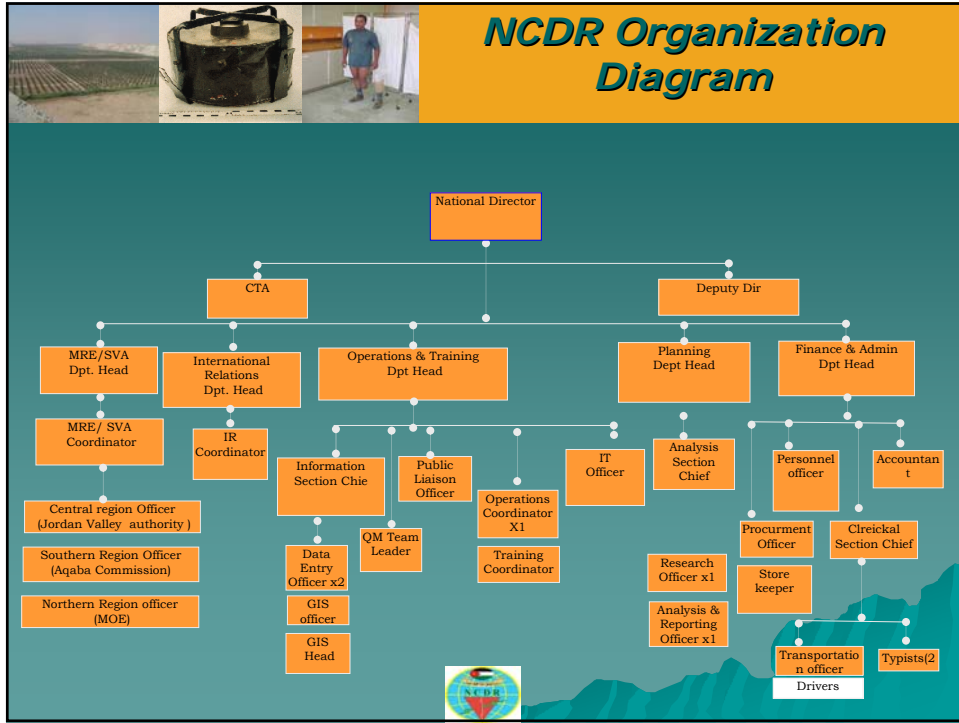 NCDR Organization
Diagram
National Director
CTA
Deputy Dir
MRE/SVA
Dpt. Head
International
Relations
Dpt. Head
Operations & Training
Dpt Head
Planning
Dept Head
Finance & Admin
Dpt Head
MRE/ SVA
Coordinator
IR
Coordinator
Information
Section Chie
Public
Liaison
Officer
IT
Officer
Analysis
Section
Chief
Personnel
officer
Accountan
t
Central region Officer
(Jordan Valley authority )
Operations
Coordinator
X1
QM Team
Leader
Procurment
Officer
Clreickal
Section Chief
Southern Region Officer
(Aqaba Commission)
Data
Entry
Officer x2
Training
Coordinator
Research
Officer x1
Store
keeper
Northern Region officer
(MOE)
GIS
officer
Analysis &
Reporting
Officer x1
GIS
Head
Transportatio
n officer
Typists(2
Drivers
NCDR